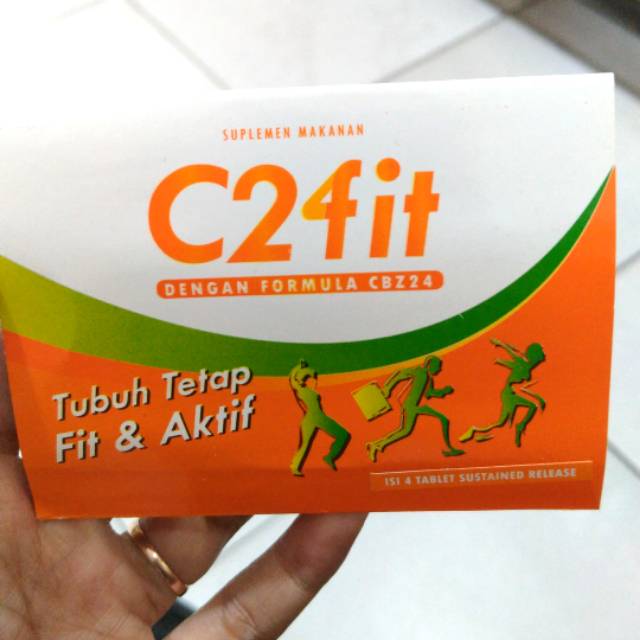 SUPLEMEN MAKANAN
C24fit
DENGAN FORMULA CBZ24
Tubuh Tetap
Fit & Aktif
ISI 4 TABLET SUSTAINED RELEASE